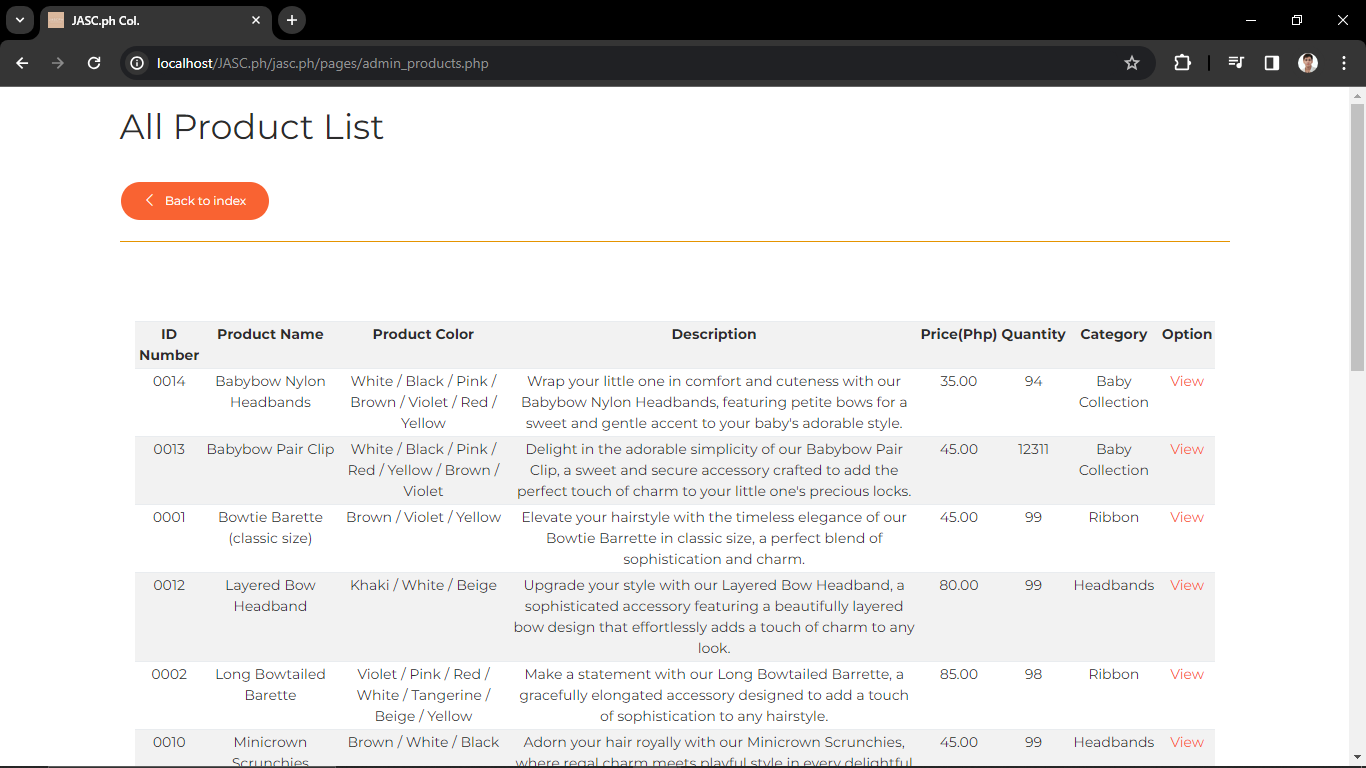 JASC.ph Col.
localhost/JASC.ph/jasc.ph/pages/admin_products.php
All Product List
Back to index
ID Number Product Name Product Color Description Price(Php) Quantity Category Option
0014 Babybow Nylon Headbands White / Black / Pink / Brown / Violet / Red / Yellow Wrap your little one in comfort and cuteness with our Babybow Nylon Headbands, featuring petite bows for a sweet and gentle accent to your baby's adorable style. 35.00 94 Baby Collection View
0013 Babybow Pair Clip White / Black / Pink / Red / Yellow / Brown / Violet Delight in the adorable simplicity of our Babybow Pair Clip, a sweet and secure accessory crafted to add the perfect touch of charm to your little one's precious locks. 45.00 12311 Baby Collection View
0001 Bowtie Barette (classic size) Brown / Violet / Yellow Elevate your hairstyle with the timeless elegance of our Bowtie Barrette in classic size, a perfect blend of sophistication and charm. 45.00 99 Ribbon View
0012 Layered Bow Headband Khaki / White / Beige Upgrade your style with our Layered Bow Headband, a sophisticated accessory featuring a beautifully layered bow design that effortlessly adds a touch of charm to any look. 80.00 99 Headbands View
0002 Long Bowtailed Barette Violet / Pink / Red / White / Tangerine / Beige / Yellow Make a statement with our Long Bowtailed Barrette, a gracefully elongated accessory designed to add a touch of sophistication to any hairstyle. 85.00 98 Ribbon View
0010 Minicrown Scrunchies Brown / White / Black Adorn your hair royally with our Minicrown Scrunchies, where regal charm meets playful style in every delightful 45.00 99 Headbands View